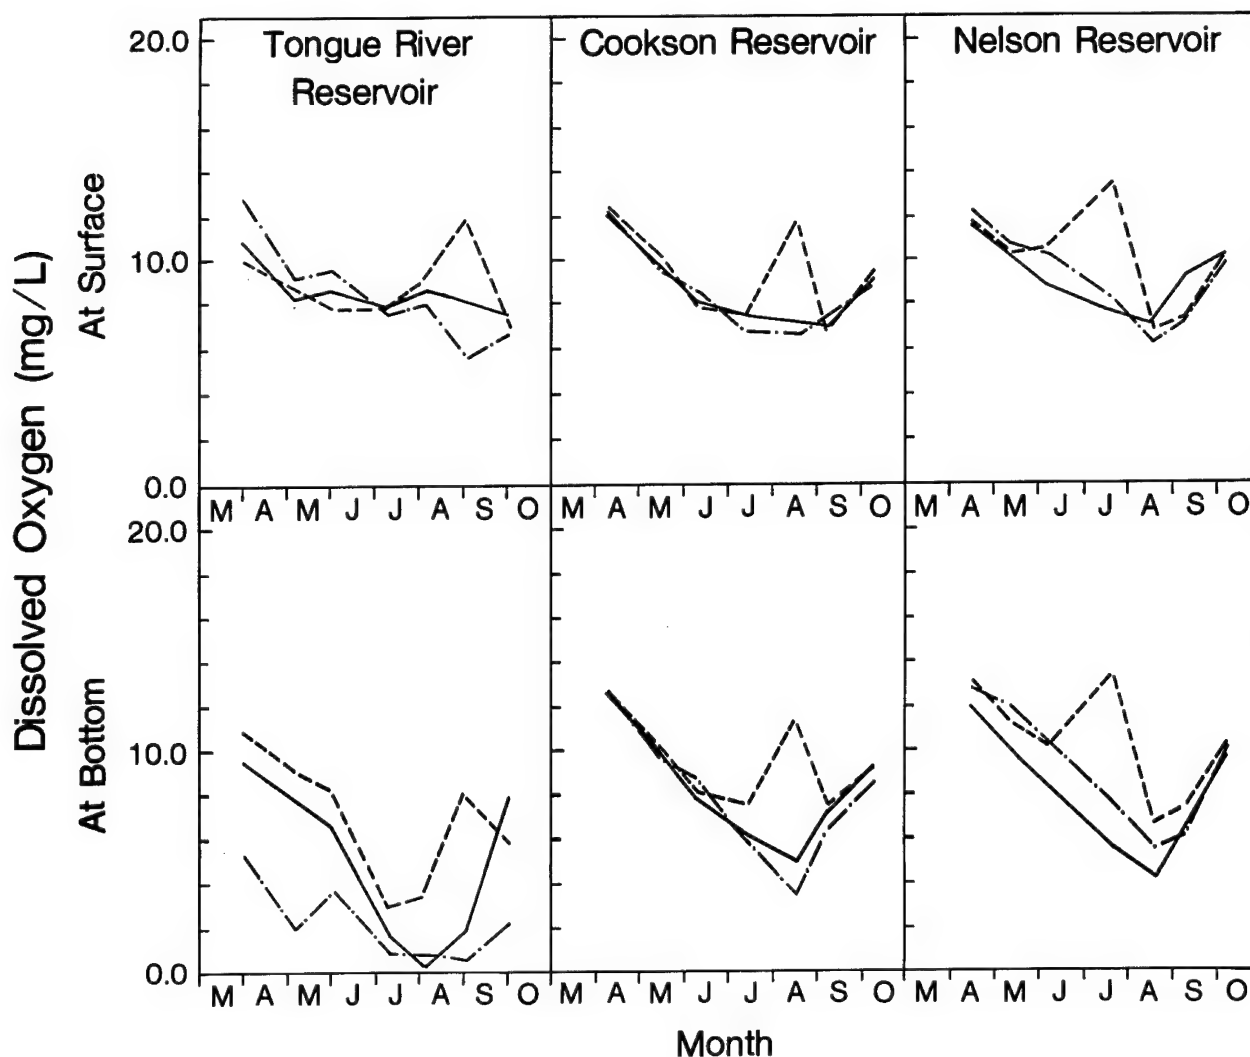 Tongue River
Reservoir
Cookson Reservoir
Nelson Reservoir
Dissolved Oxygen (mg/L)
At Surface
20.0
10.0
0.0
M A M J J A S O
M A M J J A S O
M A M J J A S O
At Bottom
20.0
10.0
0.0
M A M J J A S O
M A M J J A S O
M A M J J A S O
Month